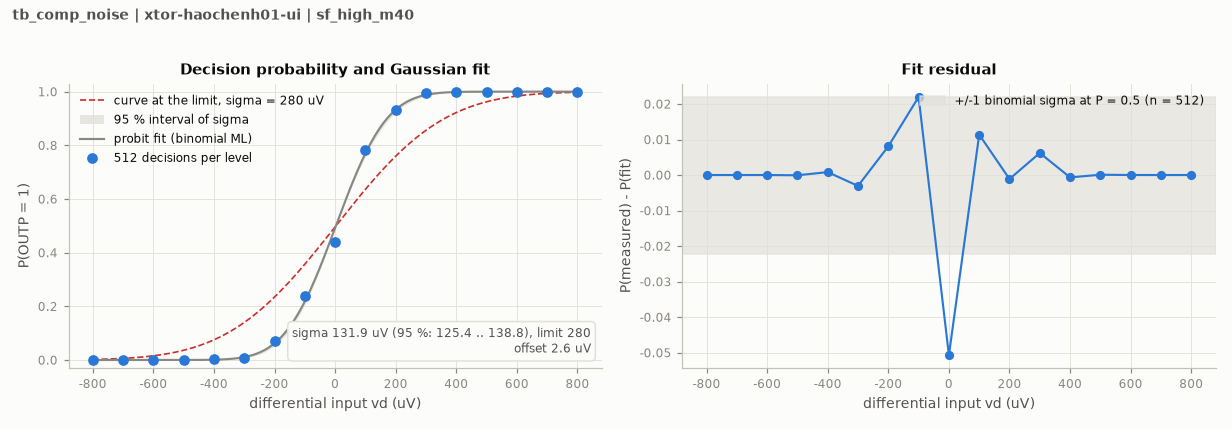 tb_comp_noise | xtor-haochenh01-ui | sf_high_m40
Decision probability and Gaussian fit
curve at the limit, sigma = 280 uV
95 % interval of sigma
probit fit (binomial ML)
512 decisions per level
P(OUTP = 1)
1.0
0.8
0.6
0.4
0.2
0.0
sigma 131.9 uV (95 %: 125.4 .. 138.8), limit 280
offset 2.6 uV
-800 -600 -400 -200 0 200 400 600 800
differential input vd (uV)
Fit residual
+/-1 binomial sigma at P = 0.5 (n = 512)
P(measured) - P(fit)
0.02
0.01
0.00
-0.01
-0.02
-0.03
-0.04
-0.05
-800 -600 -400 -200 0 200 400 600 800
differential input vd (uV)